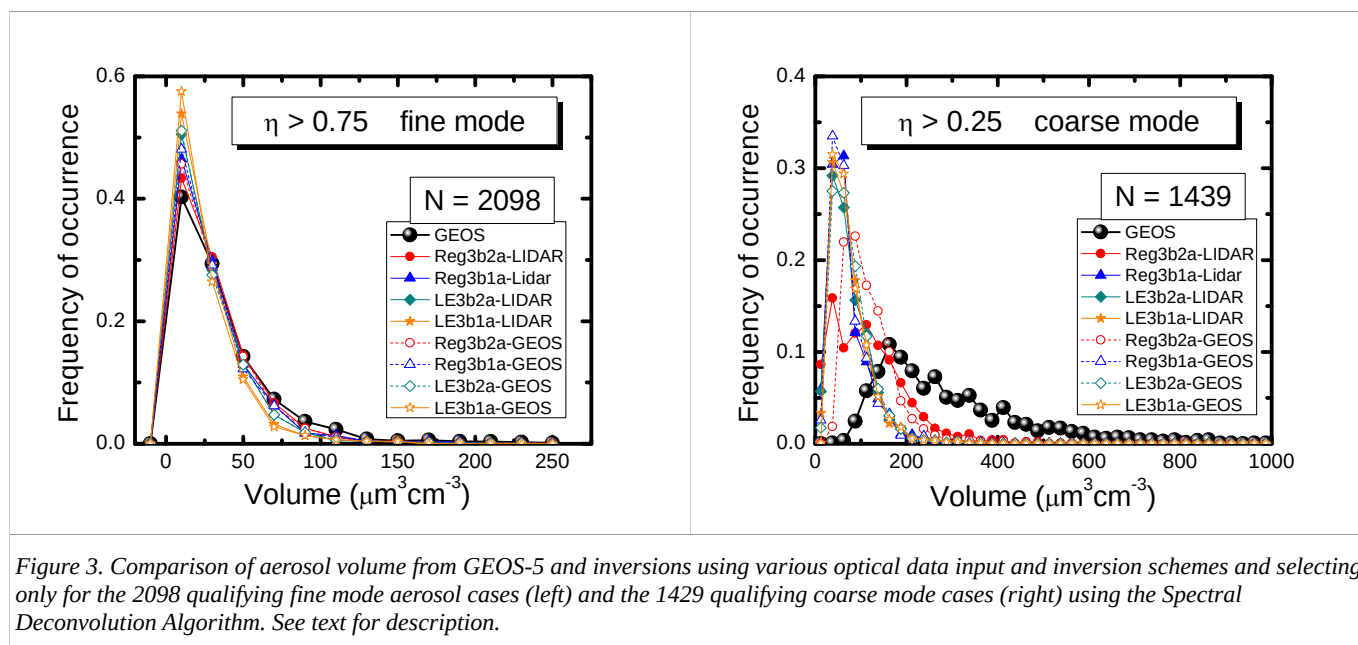 η > 0.75 fine mode
N = 2098
GEOS
Reg3b2a-LIDAR
Reg3b1a-Lidar
LE3b2a-LIDAR
LE3b1a-LIDAR
Reg3b2a-GEOS
Reg3b1a-GEOS
LE3b2a-GEOS
LE3b1a-GEOS
Frequency of occurrence
0.6
0.4
0.2
0.0
0 50 100 150 200 250
Volume (μm³cm⁻³)
η > 0.25 coarse mode
N = 1439
GEOS
Reg3b2a-LIDAR
Reg3b1a-Lidar
LE3b2a-LIDAR
LE3b1a-LIDAR
Reg3b2a-GEOS
Reg3b1a-GEOS
LE3b2a-GEOS
LE3b1a-GEOS
Frequency of occurrence
0.4
0.3
0.2
0.1
0.0
0 200 400 600 800 1000
Volume (μm³cm⁻³)
Figure 3. Comparison of aerosol volume from GEOS-5 and inversions using various optical data input and inversion schemes and selecting
only for the 2098 qualifying fine mode aerosol cases (left) and the 1429 qualifying coarse mode cases (right) using the Spectral
Deconvolution Algorithm. See text for description.